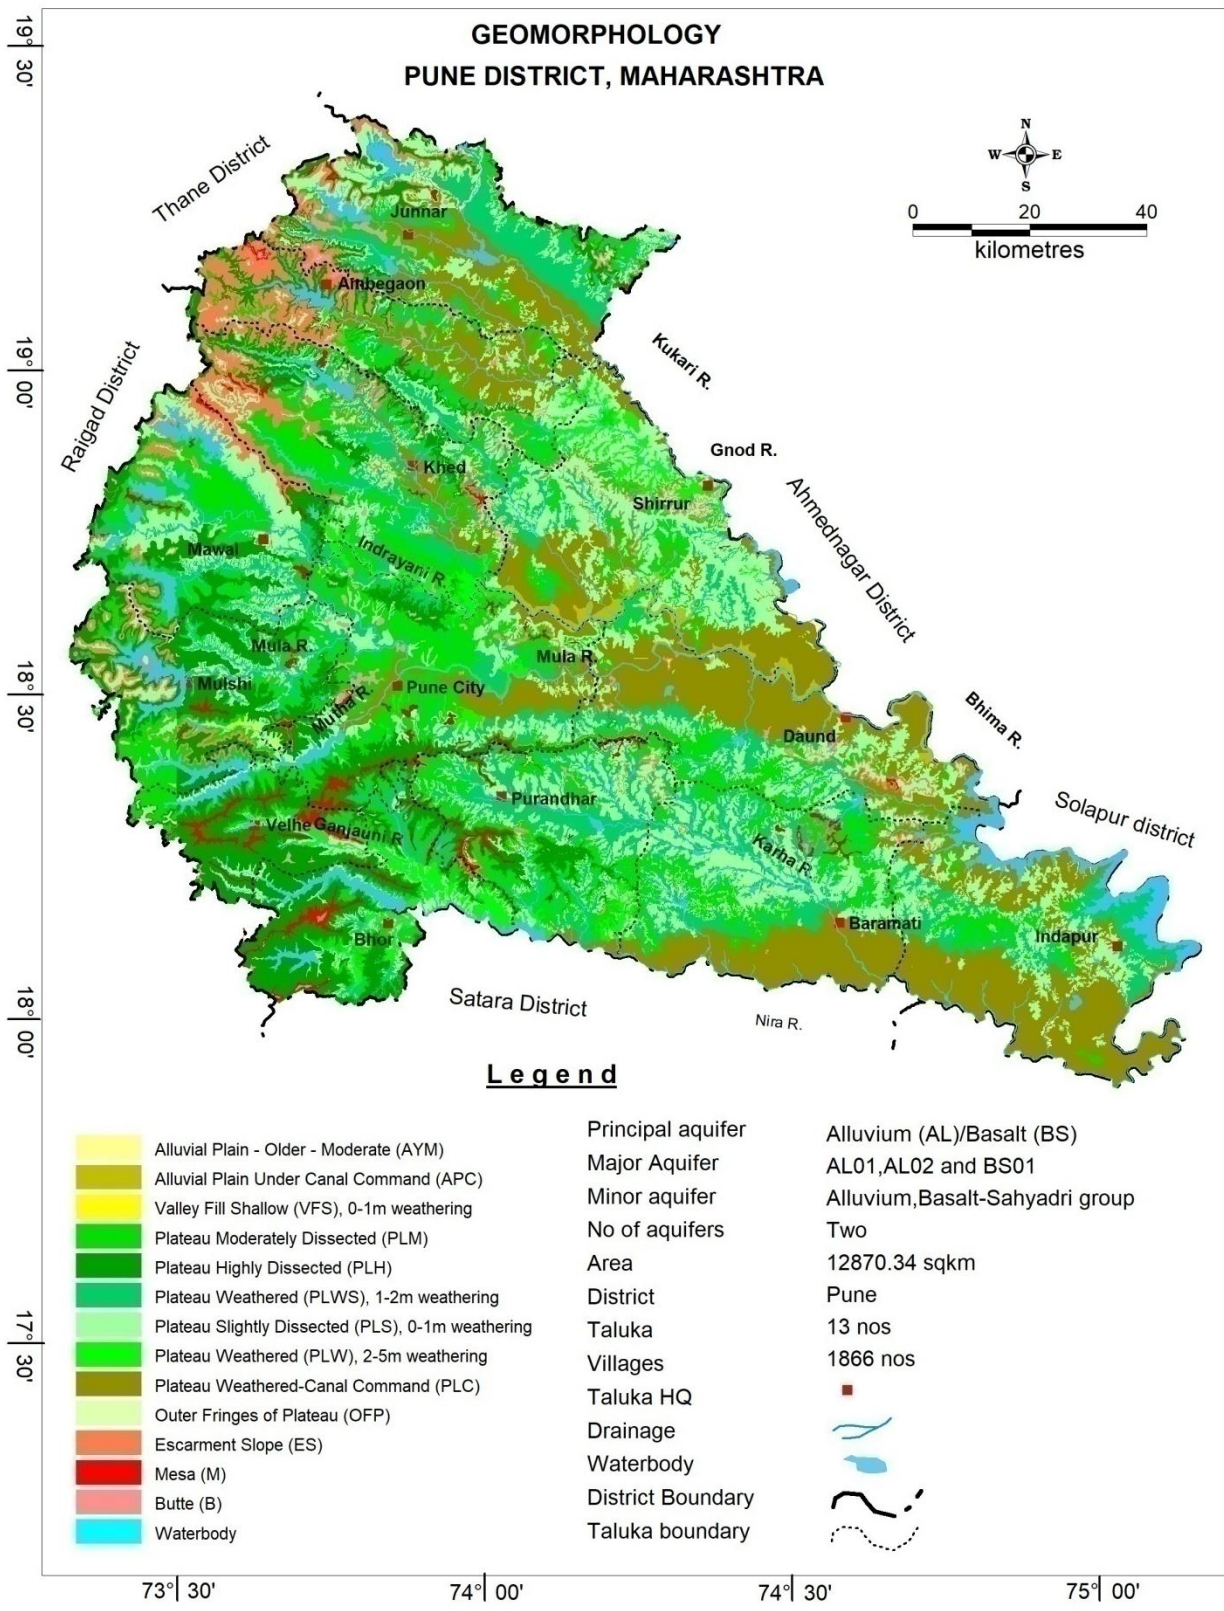 GEOMORPHOLOGY
PUNE DISTRICT, MAHARASHTRA
19° 30'
19° 00'
18° 30'
18° 00'
17° 30'
N
W E
S
0 20 40
kilometres
Thane District
Raigad District
Junnar
Ambegaon
Kukari R.
Gnod R.
Khed
Shirrur
Ahmednagar District
Mawal
Indrayani R.
Mula R.
Mula R.
Mulshi
Mutha R.
Pune City
Bhima R.
Daund
Purandhar
Solapur district
Velhe
Ganjauni R
Karha R.
Bhor
Baramati
Indapur
Satara District
Nira R.
Legend
Alluvial Plain - Older - Moderate (AYM)
Alluvial Plain Under Canal Command (APC)
Valley Fill Shallow (VFS), 0-1m weathering
Plateau Moderately Dissected (PLM)
Plateau Highly Dissected (PLH)
Plateau Weathered (PLWS), 1-2m weathering
Plateau Slightly Dissected (PLS), 0-1m weathering
Plateau Weathered (PLW), 2-5m weathering
Plateau Weathered-Canal Command (PLC)
Outer Fringes of Plateau (OFP)
Escarment Slope (ES)
Mesa (M)
Butte (B)
Waterbody
Principal aquifer Alluvium (AL)/Basalt (BS)
Major Aquifer AL01,AL02 and BS01
Minor aquifer Alluvium,Basalt-Sahyadri group
No of aquifers Two
Area 12870.34 sqkm
District Pune
Taluka 13 nos
Villages 1866 nos
Taluka HQ
Drainage
Waterbody
District Boundary
Taluka boundary
73° 30' 74° 00' 74° 30' 75° 00'